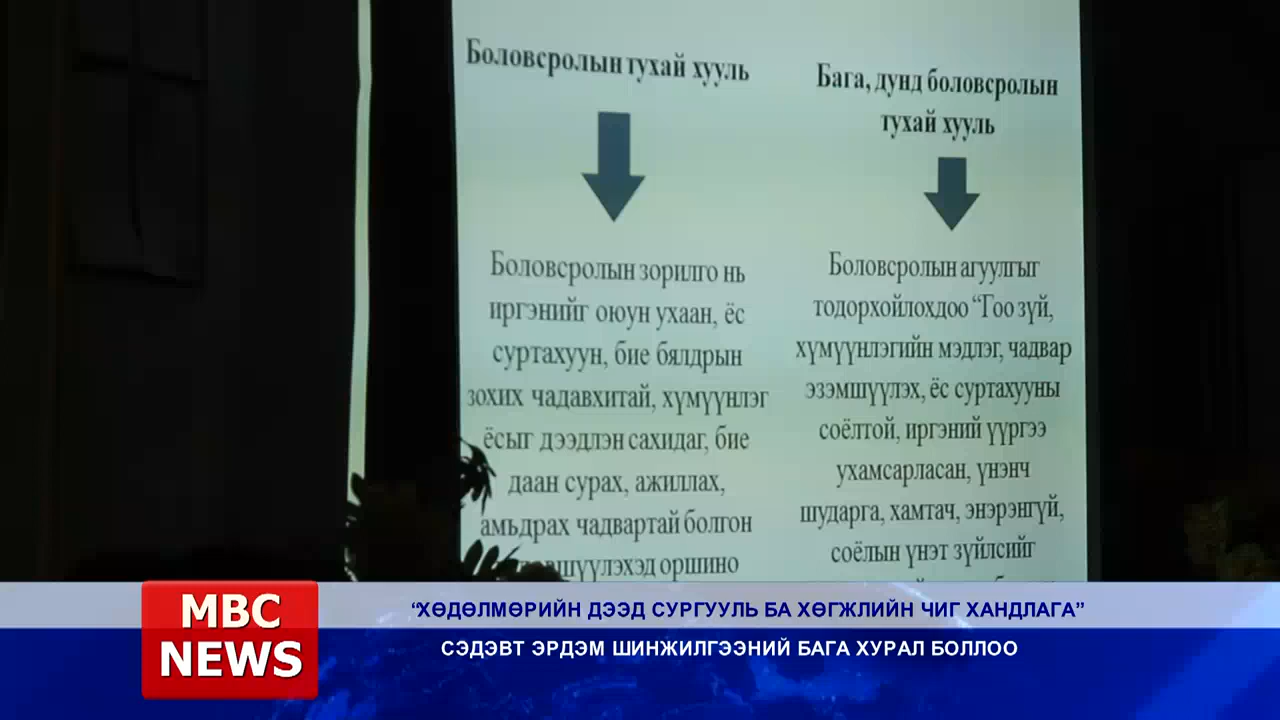 Боловсролын тухай хууль
Боловсролын зорилго нь
иргэнийг оюун ухаан, ёс
суртахуун, бие бялдрын
зохих чадавхитай, хүмүүнлэг
ёсыг дээдлэн сахидаг, бие
даан сурах, ажиллах,
амьдрах чадвартай болгон
оршино
Бага, дунд боловсролын
тухай хууль
Боловсролын агуулгыг
тодорхойлохдоо “Гоо зүй,
хүмүүнлэгийн мэдлэг, чадвар
эзэмшүүлэх, ёс суртахууны
соёлтой, иргэний үүргээ
ухамсарласан, үнэнч
шударга, хамтач, энэрэнгүй,
соёлын үнэт зүйлсийг
MBC
NEWS
“ХӨДӨЛМӨРИЙН ДЭЭД СУРГУУЛЬ БА ХӨГЖЛИЙН ЧИГ ХАНДЛАГА”
СЭДЭВТ ЭРДЭМ ШИНЖИЛГЭЭНИЙ БАГА ХУРАЛ БОЛЛОО